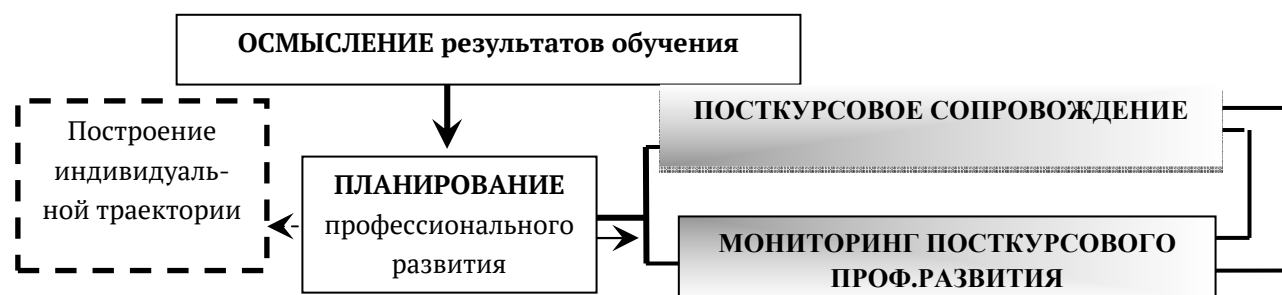 ОСМЫСЛЕНИЕ результатов обучения
Построение
индивидуаль-
ной траектории
ПЛАНИРОВАНИЕ
профессионального
развития
ПОСТКУРСОВОЕ СОПРОВОЖДЕНИЕ
МОНИТОРИНГ ПОСТКУРСОВОГО
ПРОФ.РАЗВИТИЯ